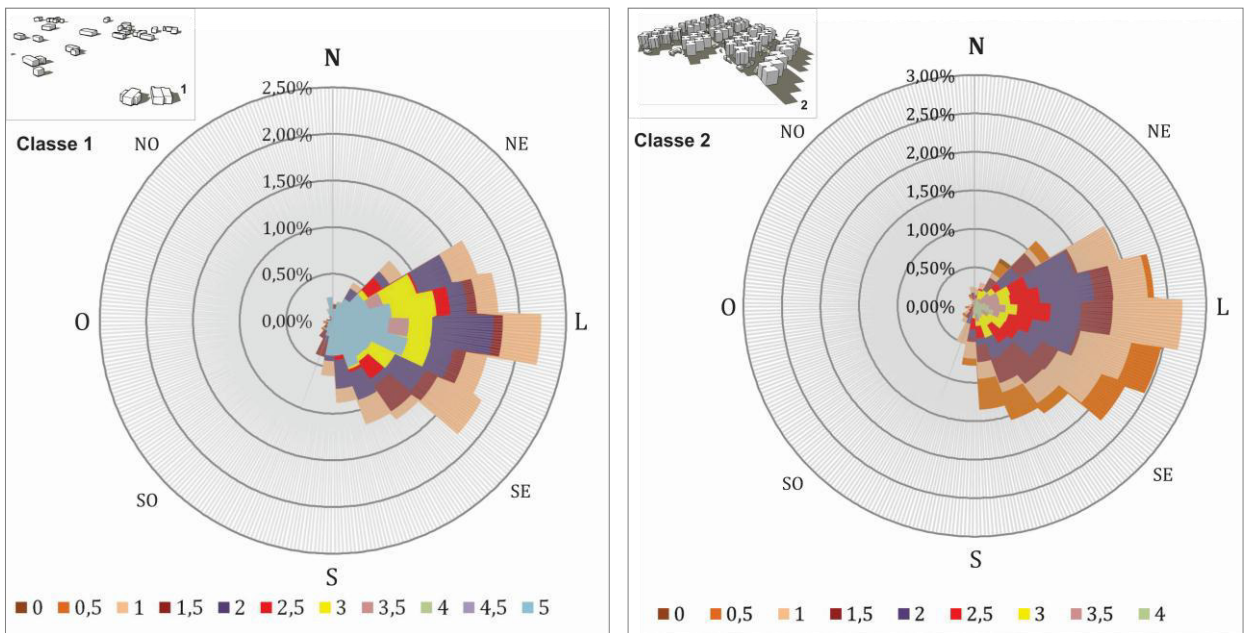 1
Classe 1
N
NO
NE
2,50%
2,00%
1,50%
1,00%
0,50%
0,00%
O
L
SO
SE
S
0 0,5 1 1,5 2 2,5 3 3,5 4 4,5 5
2
Classe 2
N
NO
NE
3,00%
2,50%
2,00%
1,50%
1,00%
0,50%
0,00%
O
L
SO
SE
S
0 0,5 1 1,5 2 2,5 3 3,5 4